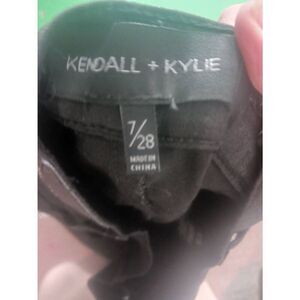 KENDALL + KYLIE
7/28
MADE IN
CHINA